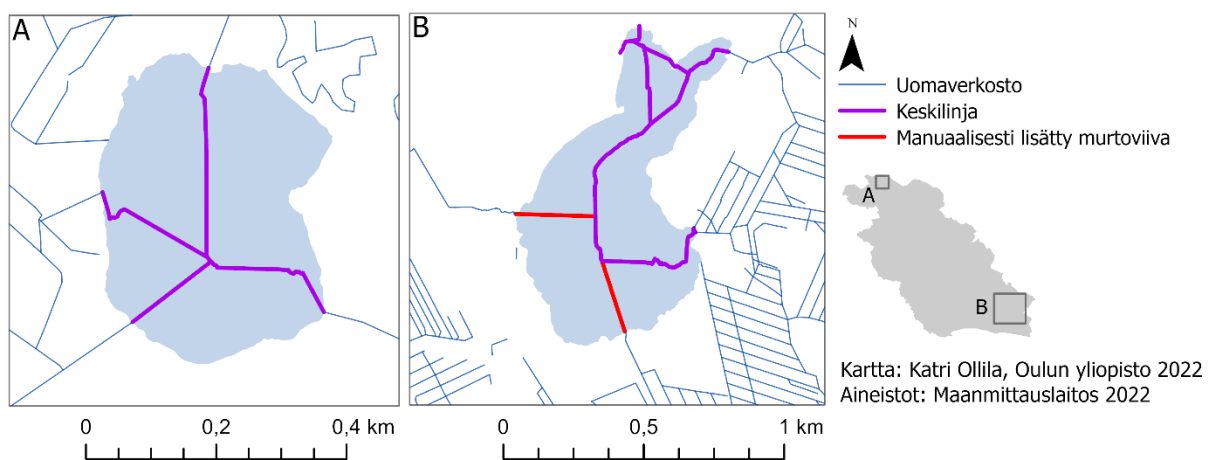 A
B
N
Uomaverkosto
Keskilinja
Manuaalisesti lisätty murtoviiva
A
B
Kartta: Katri Ollila, Oulun yliopisto 2022
Aineistot: Maanmittauslaitos 2022
0 0,2 0,4 km
0 0,5 1 km